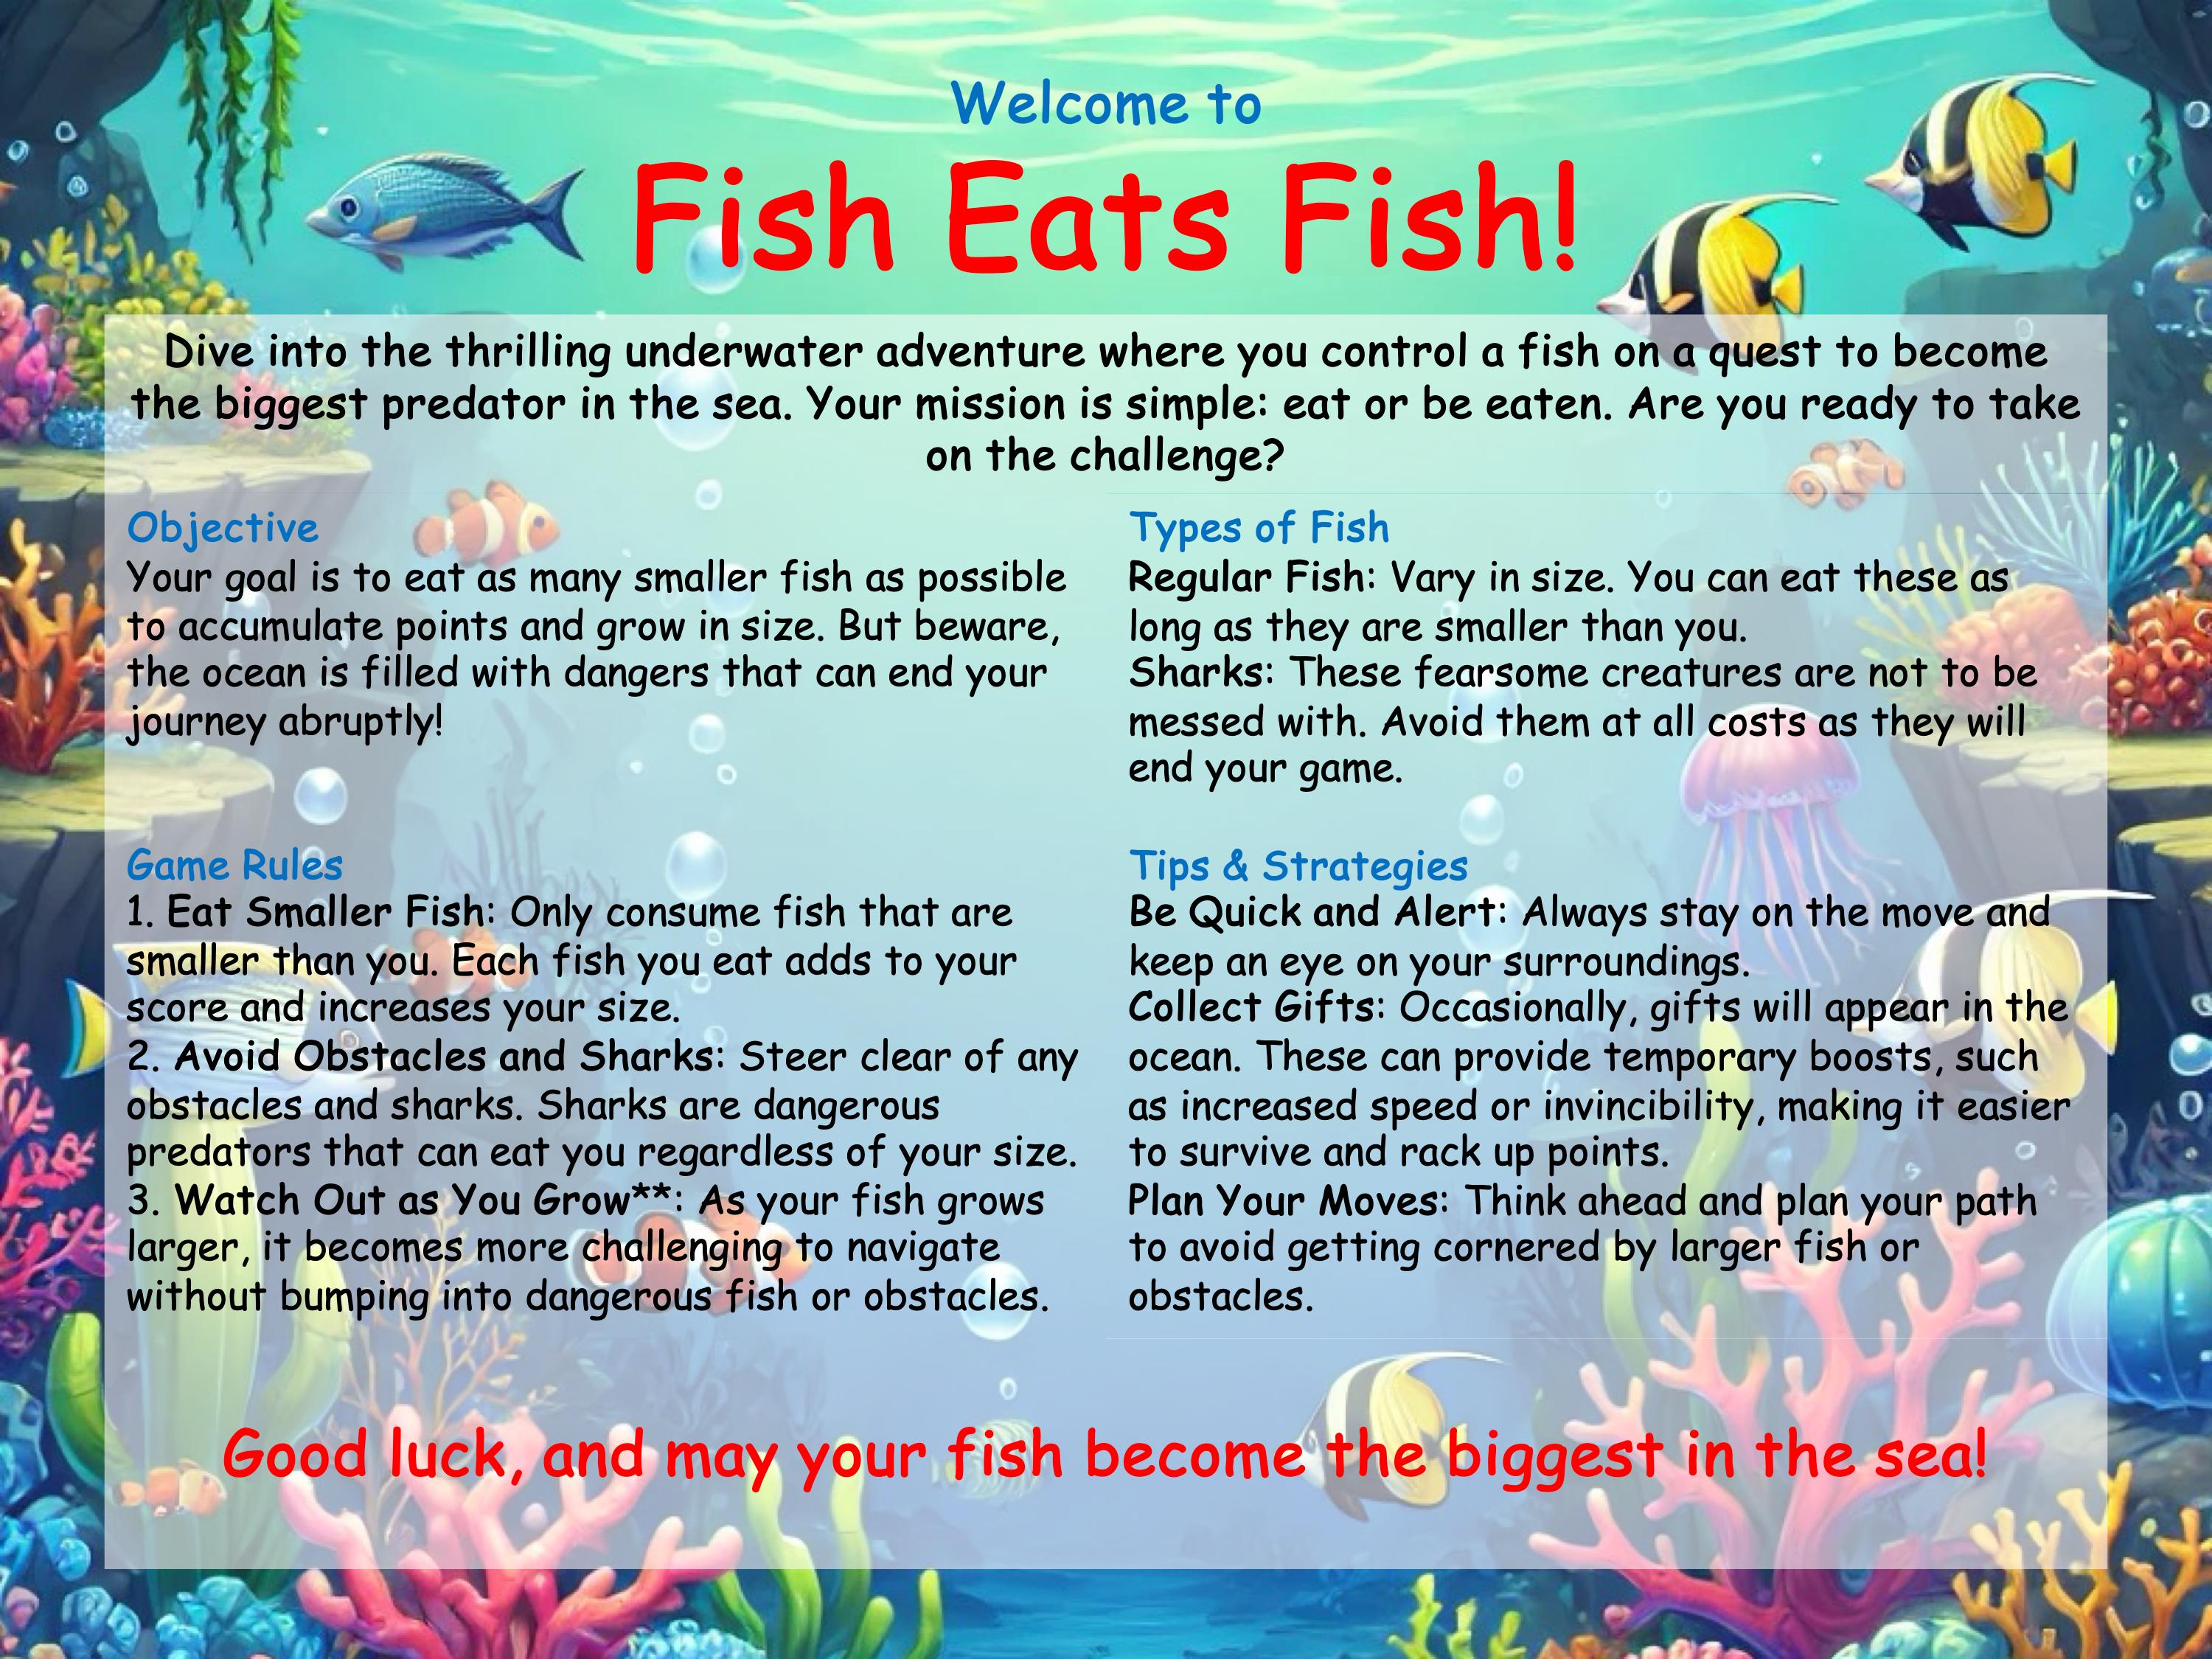 Welcome to
Fish Eats Fish!
Dive into the thrilling underwater adventure where you control a fish on a quest to become
the biggest predator in the sea. Your mission is simple: eat or be eaten. Are you ready to take
on the challenge?
Objective
Your goal is to eat as many smaller fish as possible
to accumulate points and grow in size. But beware,
the ocean is filled with dangers that can end your
journey abruptly!
Game Rules
1. Eat Smaller Fish: Only consume fish that are
smaller than you. Each fish you eat adds to your
score and increases your size.
2. Avoid Obstacles and Sharks: Steer clear of any
obstacles and sharks. Sharks are dangerous
predators that can eat you regardless of your size.
3. Watch Out as You Grow**: As your fish grows
larger, it becomes more challenging to navigate
without bumping into dangerous fish or obstacles.
Types of Fish
Regular Fish: Vary in size. You can eat these as
long as they are smaller than you.
Sharks: These fearsome creatures are not to be
messed with. Avoid them at all costs as they will
end your game.
Tips & Strategies
Be Quick and Alert: Always stay on the move and
keep an eye on your surroundings.
Collect Gifts: Occasionally, gifts will appear in the
ocean. These can provide temporary boosts, such
as increased speed or invincibility, making it easier
to survive and rack up points.
Plan Your Moves: Think ahead and plan your path
to avoid getting cornered by larger fish or
obstacles.
Good luck, and may your fish become the biggest in the sea!